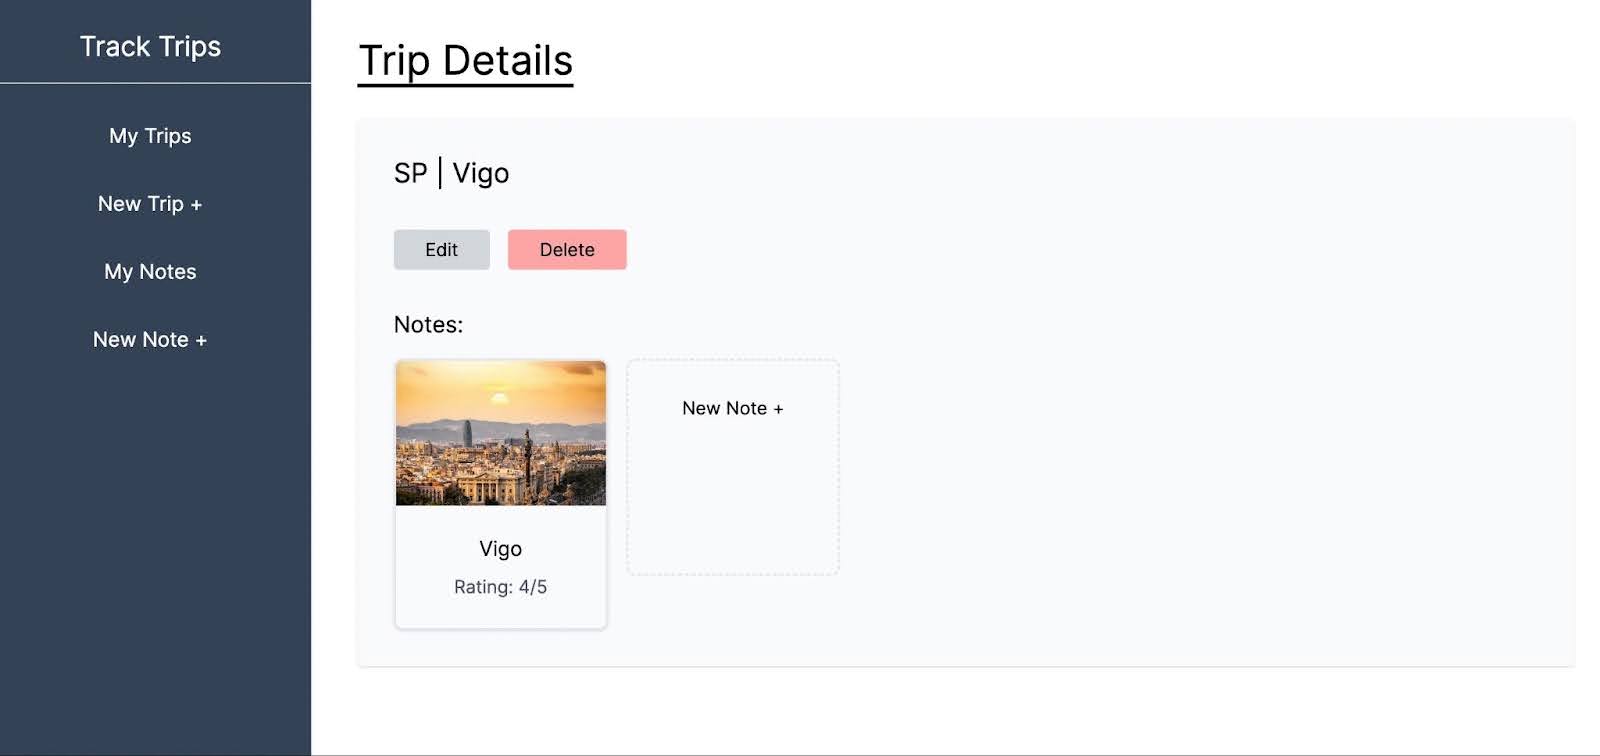 Track Trips
My Trips
New Trip +
My Notes
New Note +
Trip Details
SP | Vigo
Edit
Delete
Notes:
New Note +
Vigo
Rating: 4/5